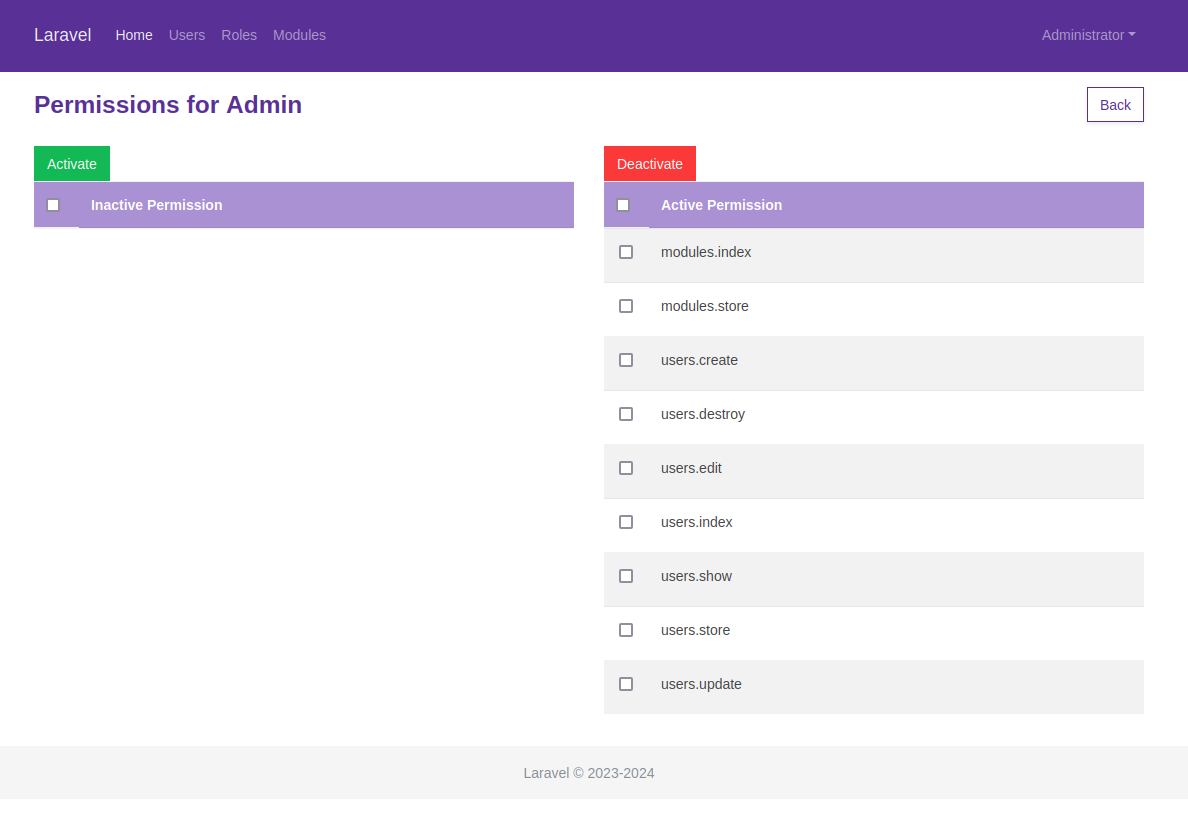 Laravel Home Users Roles Modules Administrator
Permissions for Admin Back
Activate
Inactive Permission
Deactivate
Active Permission
modules.index
modules.store
users.create
users.destroy
users.edit
users.index
users.show
users.store
users.update
Laravel © 2023-2024